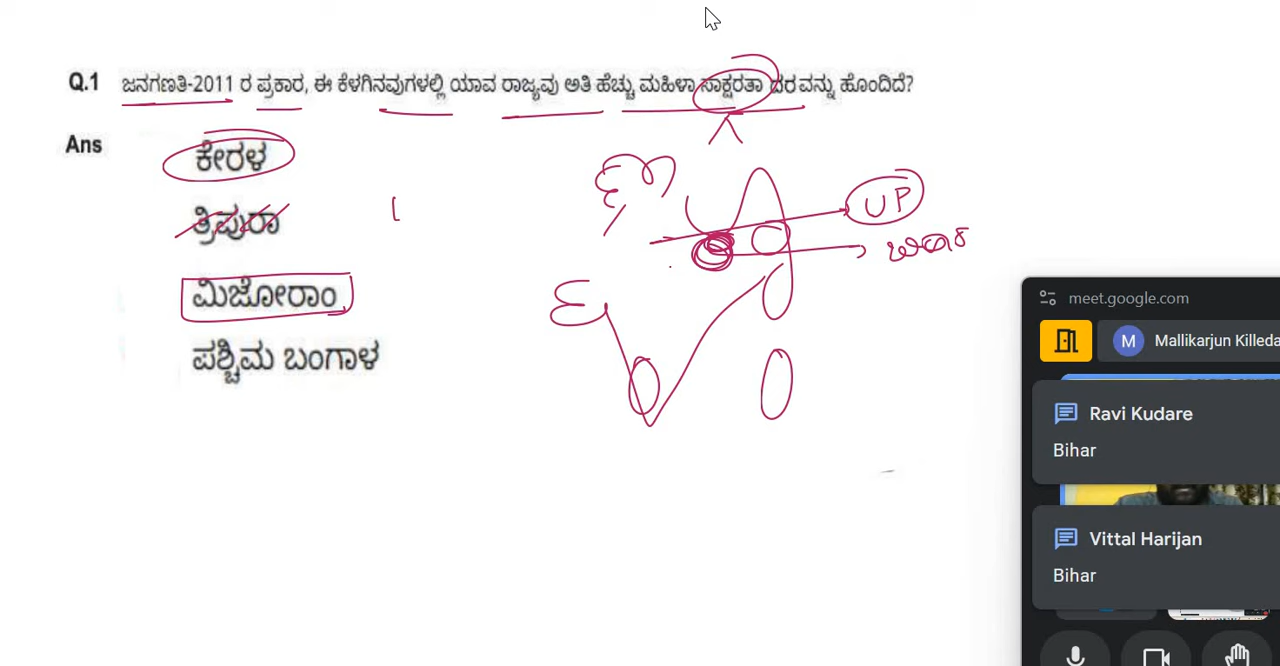 Q.1 ಜನಗಣತಿ-2011 ರ ಪ್ರಕಾರ, ಈ ಕೆಳಗಿನವುಗಳಲ್ಲಿ ಯಾವ ರಾಜ್ಯವು ಅತಿ ಹೆಚ್ಚು ಮಹಿಳಾ ಸಾಕ್ಷರತಾ ದರವನ್ನು ಹೊಂದಿದೆ?
Ans
ಕೇರಳ
ತ್ರಿಪುರಾ
ಮಿಜೋರಾಂ
ಪಶ್ಚಿಮ ಬಂಗಾಳ
UP
meet.google.com
M Mallikarjun Killeda
Ravi Kudare
Bihar
Vittal Harijan
Bihar